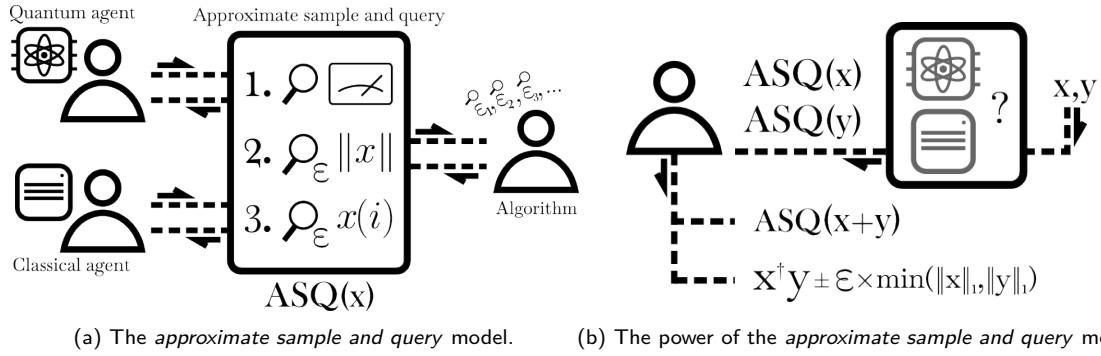 Quantum agent
Approximate sample and query
1.
2. ε ‖x‖
3. ε x(i)
ε₁, ε₂, ε₃, ...
Algorithm
Classical agent
ASQ(x)
(a) The approximate sample and query model.
ASQ(x)
ASQ(y)
?
x,y
ASQ(x+y)
x†y ± ε × min(‖x‖₁,‖y‖₁)
(b) The power of the approximate sample and query